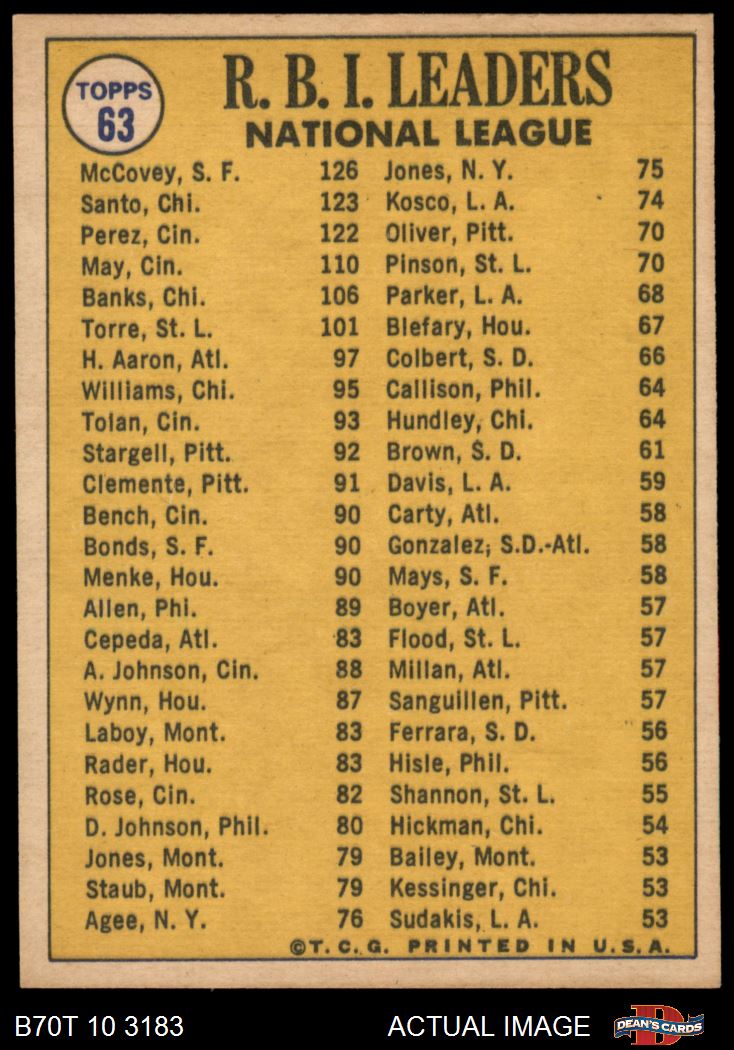 TOPPS
63
R. B. I. LEADERS
NATIONAL LEAGUE
McCovey, S. F. 126
Santo, Chi. 123
Perez, Cin. 122
May, Cin. 110
Banks, Chi. 106
Torre, St. L. 101
H. Aaron, Atl. 97
Williams, Chi. 95
Tolan, Cin. 93
Stargell, Pitt. 92
Clemente, Pitt. 91
Bench, Cin. 90
Bonds, S. F. 90
Menke, Hou. 90
Allen, Phi. 89
Cepeda, Atl. 83
A. Johnson, Cin. 88
Wynn, Hou. 87
Laboy, Mont. 83
Rader, Hou. 83
Rose, Cin. 82
D. Johnson, Phil. 80
Jones, Mont. 79
Staub, Mont. 79
Agee, N. Y. 76
Jones, N. Y. 75
Kosco, L. A. 74
Oliver, Pitt. 70
Pinson, St. L. 70
Parker, L. A. 68
Blefary, Hou. 67
Colbert, S. D. 66
Callison, Phil. 64
Hundley, Chi. 64
Brown, S. D. 61
Davis, L. A. 59
Carty, Atl. 58
Gonzalez, S.D.-Atl. 58
Mays, S. F. 58
Boyer, Atl. 57
Flood, St. L. 57
Millan, Atl. 57
Sanguillen, Pitt. 57
Ferrara, S. D. 56
Hisle, Phil. 56
Shannon, St. L. 55
Hickman, Chi. 54
Bailey, Mont. 53
Kessinger, Chi. 53
Sudakis, L. A. 53
©T. C. G. PRINTED IN U. S. A.
B70T 10 3183 ACTUAL IMAGE
D
DEAN'S CARDS